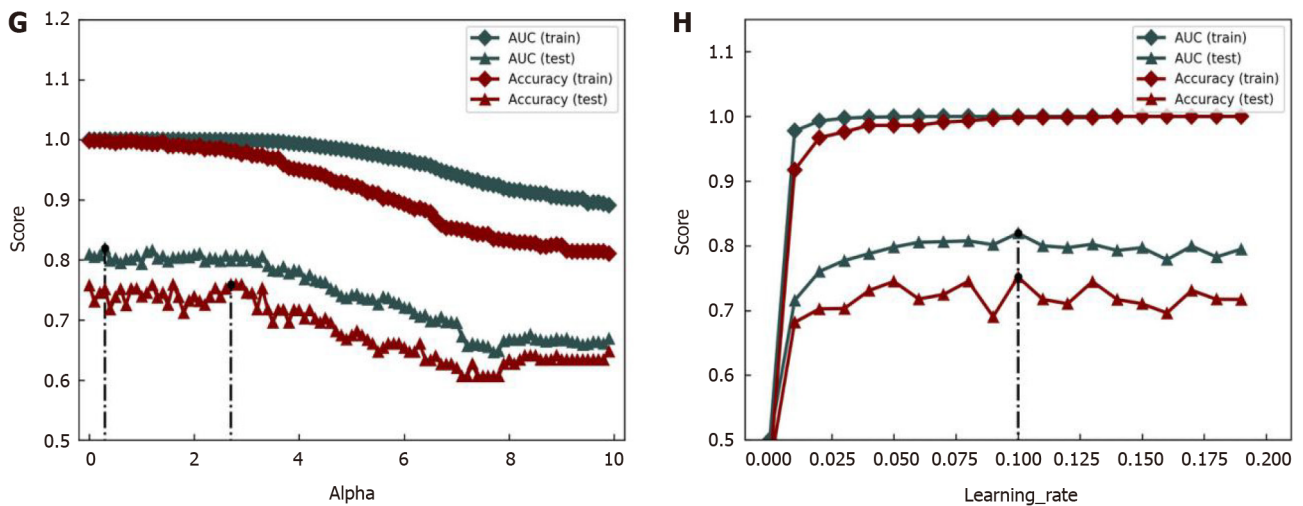 G
1.2
1.1
1.0
0.9
0.8
0.7
0.6
0.5
Score
0 2 4 6 8 10
Alpha
AUC (train)
AUC (test)
Accuracy (train)
Accuracy (test)
H
1.1
1.0
0.9
0.8
0.7
0.6
0.5
Score
0.000 0.025 0.050 0.075 0.100 0.125 0.150 0.175 0.200
Learning_rate
AUC (train)
AUC (test)
Accuracy (train)
Accuracy (test)